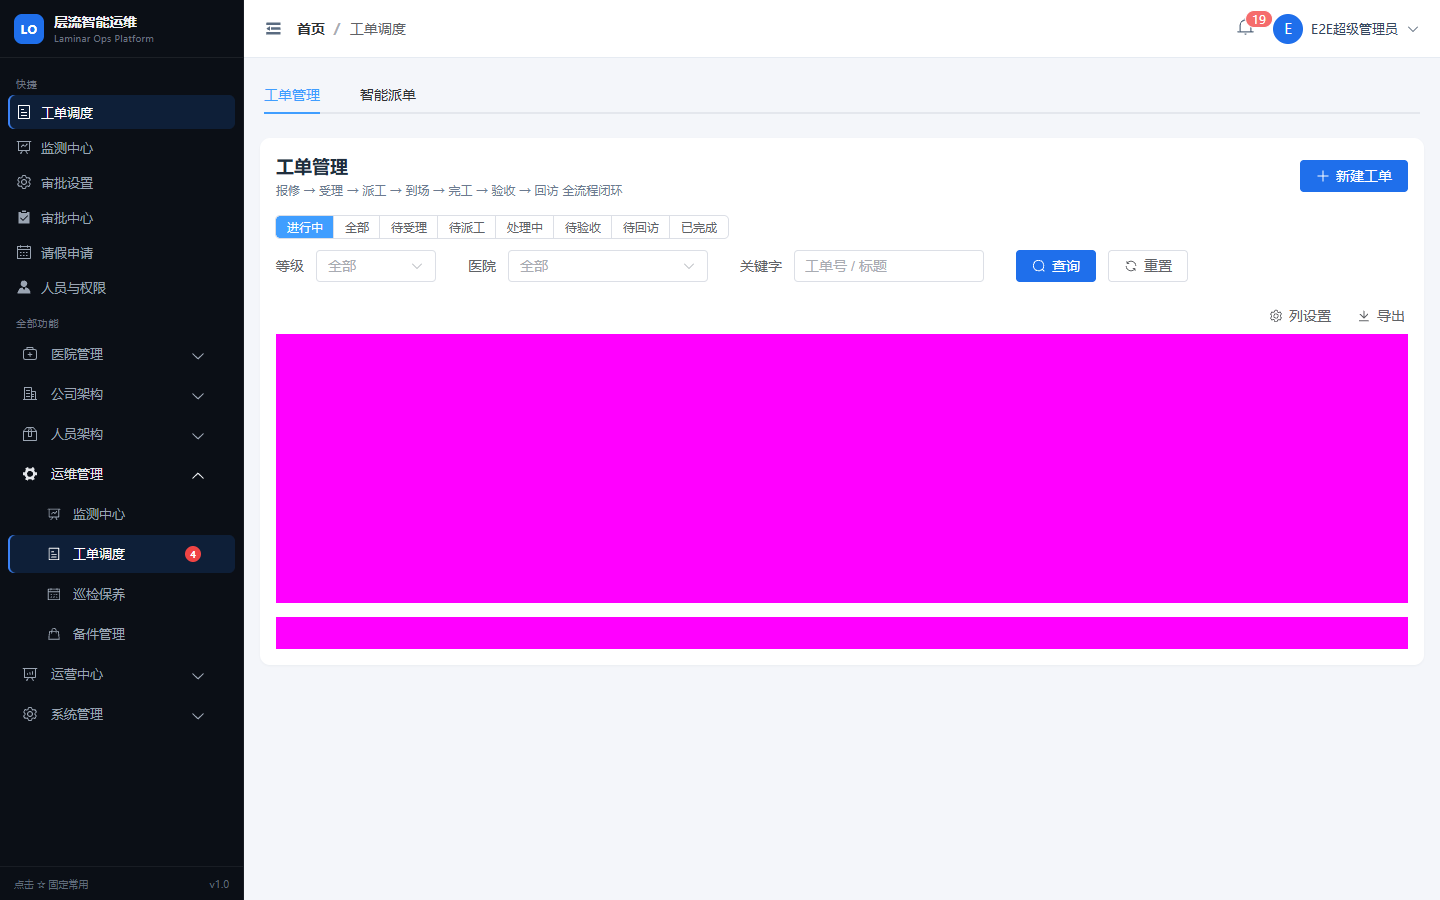 LO
层流智能运维
Laminar Ops Platform
快捷
工单调度
监测中心
审批设置
审批中心
请假申请
人员与权限
全部功能
医院管理
公司架构
人员架构
运维管理
监测中心
工单调度 4
巡检保养
备件管理
运营中心
系统管理
点击 ☆ 固定常用 v1.0
首页 / 工单调度
19
E E2E超级管理员
工单管理 智能派单
工单管理
报修 → 受理 → 派工 → 到场 → 完工 → 验收 → 回访 全流程闭环
新建工单
进行中 全部 待受理 待派工 处理中 待验收 待回访 已完成
等级 全部 医院 全部 关键字 工单号 / 标题 查询 重置
列设置 导出